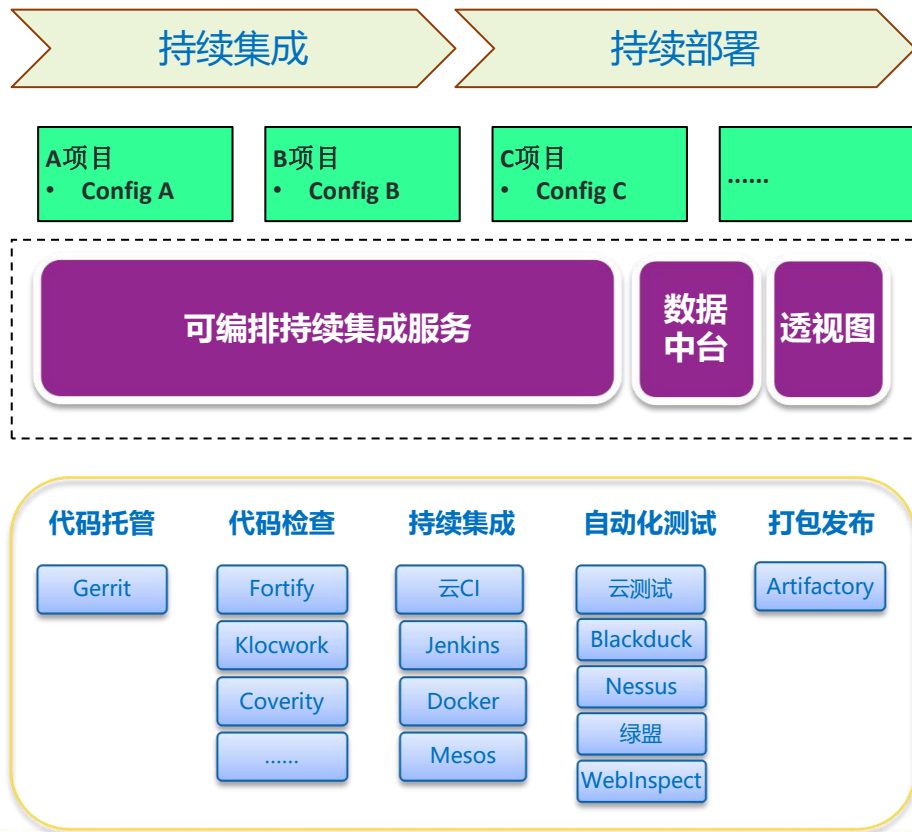 持续集成
持续部署
A项目
• Config A
B项目
• Config B
C项目
• Config C
......
可编排持续集成服务
数据
中台
透视图
代码托管
Gerrit
代码检查
Fortify
Klocwork
Coverity
......
持续集成
云CI
Jenkins
Docker
Mesos
自动化测试
云测试
Blackduck
Nessus
绿盟
WebInspect
打包发布
Artifactory